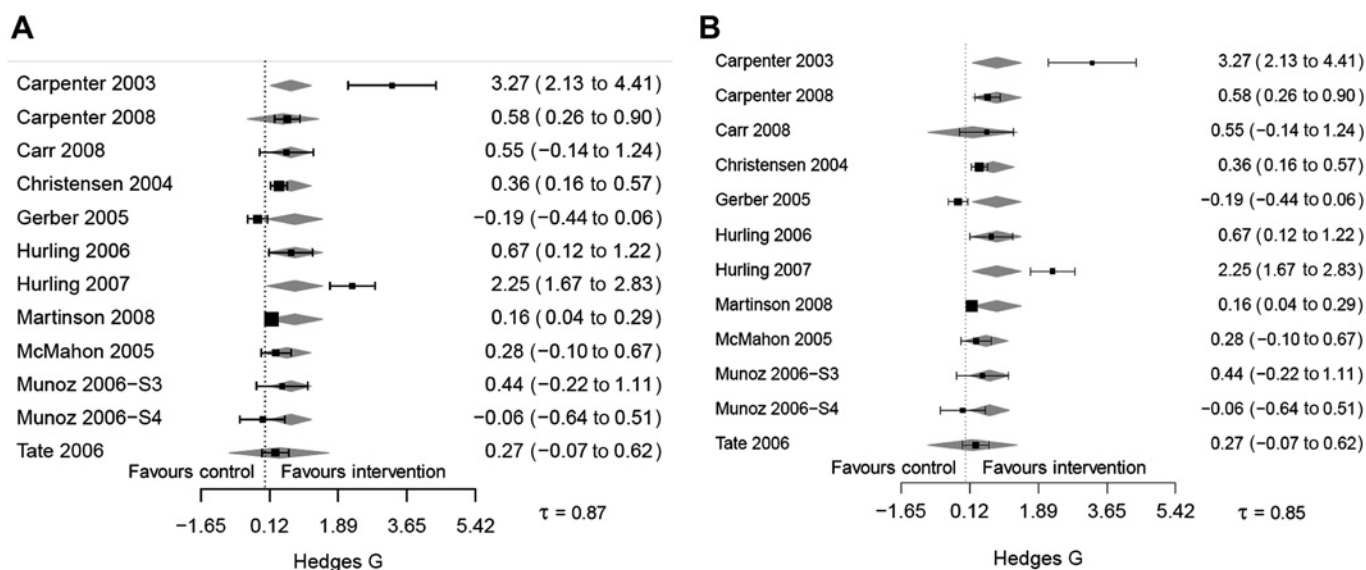 A
Carpenter 2003 3.27 (2.13 to 4.41)
Carpenter 2008 0.58 (0.26 to 0.90)
Carr 2008 0.55 (−0.14 to 1.24)
Christensen 2004 0.36 (0.16 to 0.57)
Gerber 2005 −0.19 (−0.44 to 0.06)
Hurling 2006 0.67 (0.12 to 1.22)
Hurling 2007 2.25 (1.67 to 2.83)
Martinson 2008 0.16 (0.04 to 0.29)
McMahon 2005 0.28 (−0.10 to 0.67)
Munoz 2006−S3 0.44 (−0.22 to 1.11)
Munoz 2006−S4 −0.06 (−0.64 to 0.51)
Tate 2006 0.27 (−0.07 to 0.62)
Favours control Favours intervention
−1.65 0.12 1.89 3.65 5.42
τ = 0.87
Hedges G
B
Carpenter 2003 3.27 (2.13 to 4.41)
Carpenter 2008 0.58 (0.26 to 0.90)
Carr 2008 0.55 (−0.14 to 1.24)
Christensen 2004 0.36 (0.16 to 0.57)
Gerber 2005 −0.19 (−0.44 to 0.06)
Hurling 2006 0.67 (0.12 to 1.22)
Hurling 2007 2.25 (1.67 to 2.83)
Martinson 2008 0.16 (0.04 to 0.29)
McMahon 2005 0.28 (−0.10 to 0.67)
Munoz 2006−S3 0.44 (−0.22 to 1.11)
Munoz 2006−S4 −0.06 (−0.64 to 0.51)
Tate 2006 0.27 (−0.07 to 0.62)
Favours control Favours intervention
−1.65 0.12 1.89 3.65 5.42
τ = 0.85
Hedges G